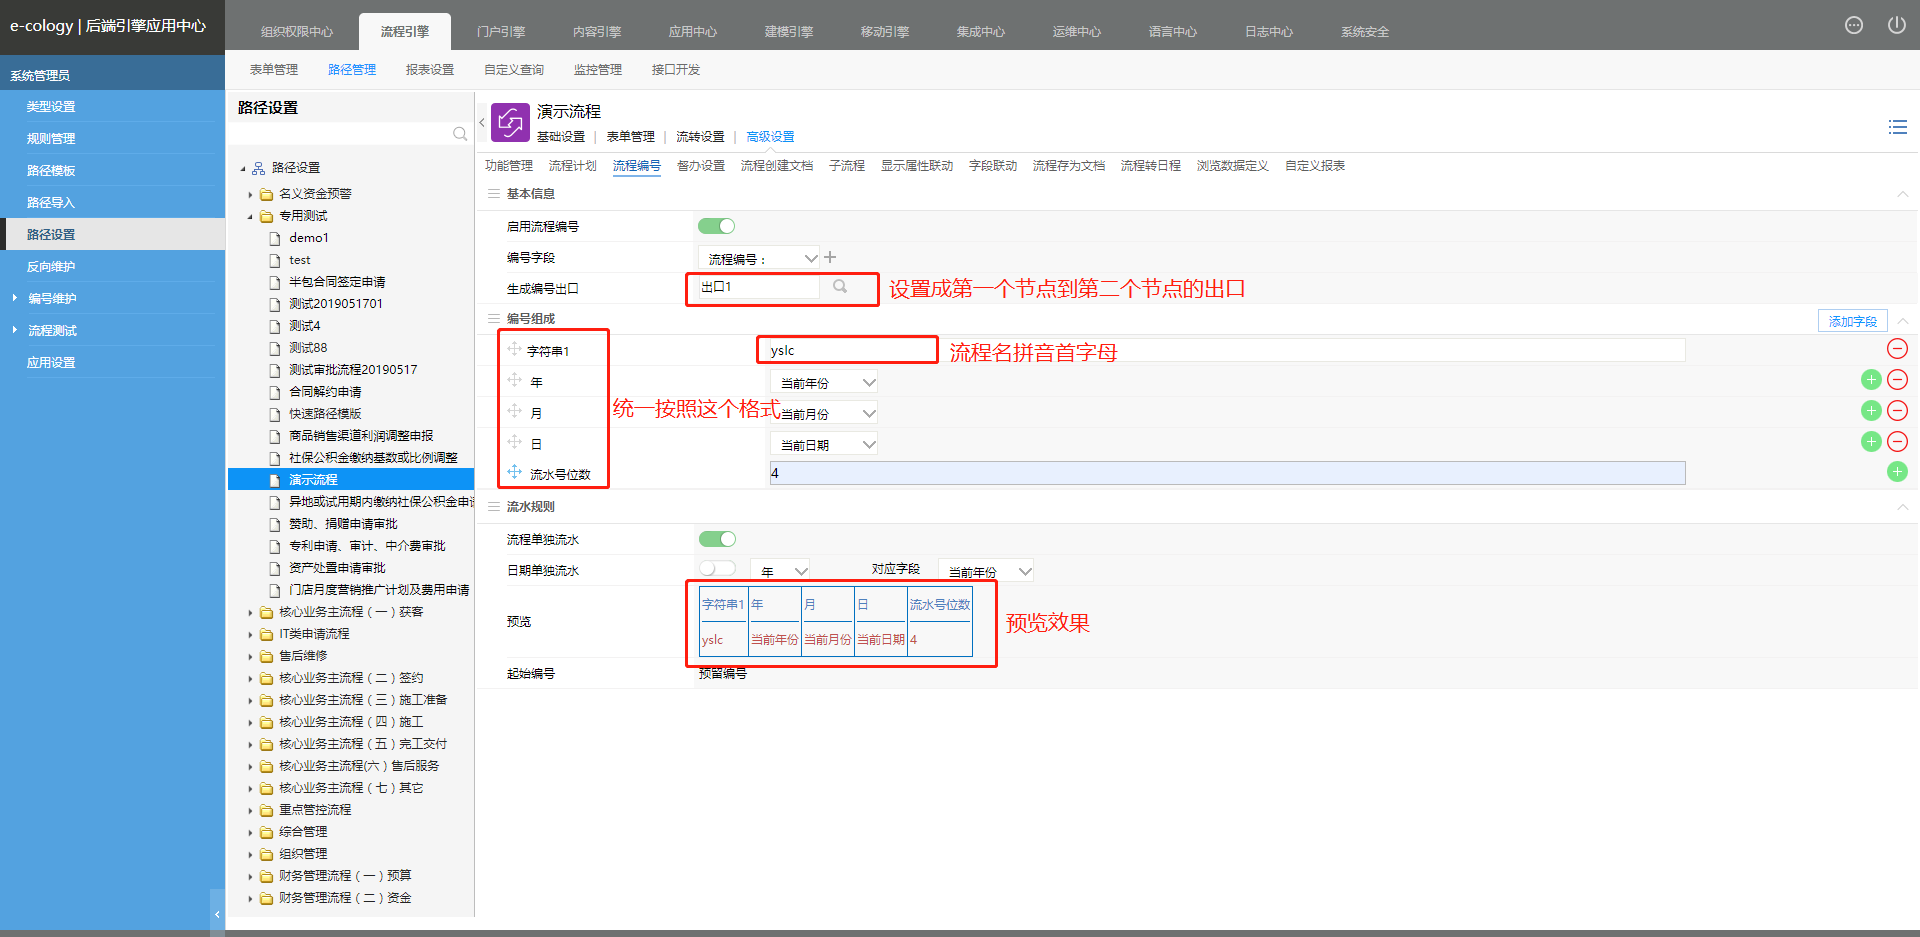 e-cology | 后端引擎应用中心
组织权限中心 流程引擎 门户引擎 内容引擎 应用中心 建模引擎 移动引擎 集成中心 运维中心 语言中心 日志中心 系统安全
系统管理员
表单管理 路径管理 报表设置 自定义查询 监控管理 接口开发
类型设置
规则管理
路径模板
路径导入
路径设置
反向维护
编号维护
流程测试
应用设置
路径设置
路径设置
名义资金预警
专用测试
demo1
test
半包合同签定申请
测试2019051701
测试4
测试88
测试审批流程20190517
合同解约申请
快速路径模版
商品销售渠道利润调整申报
社保公积金缴纳基数或比例调整
演示流程
异地或试用期内缴纳社保公积金申请
赞助、捐赠申请审批
专利申请、审计、中介费审批
资产处置申请审批
门店月度营销推广计划及费用申请
核心业务主流程（一）获客
IT类申请流程
售后维修
核心业务主流程（二）签约
核心业务主流程（三）施工准备
核心业务主流程（四）施工
核心业务主流程（五）完工交付
核心业务主流程(六）售后服务
核心业务主流程（七）其它
重点管控流程
综合管理
组织管理
财务管理流程（一）预算
财务管理流程（二）资金
演示流程
基础设置 | 表单管理 | 流转设置 | 高级设置
功能管理 流程计划 流程编号 督办设置 流程创建文档 子流程 显示属性联动 字段联动 流程存为文档 流程转日程 浏览数据定义 自定义报表
基本信息
启用流程编号
编号字段 流程编号：
生成编号出口 出口1 设置成第一个节点到第二个节点的出口
编号组成 添加字段
字符串1 yslc 流程名拼音首字母
年 当前年份
统一按照这个格式
月 当前月份
日 当前日期
流水号位数 4
流水规则
流程单独流水
日期单独流水 年 对应字段 当前年份
预览
字符串1 年 月 日 流水号位数
yslc 当前年份 当前月份 当前日期 4
预览效果
起始编号 预留编号